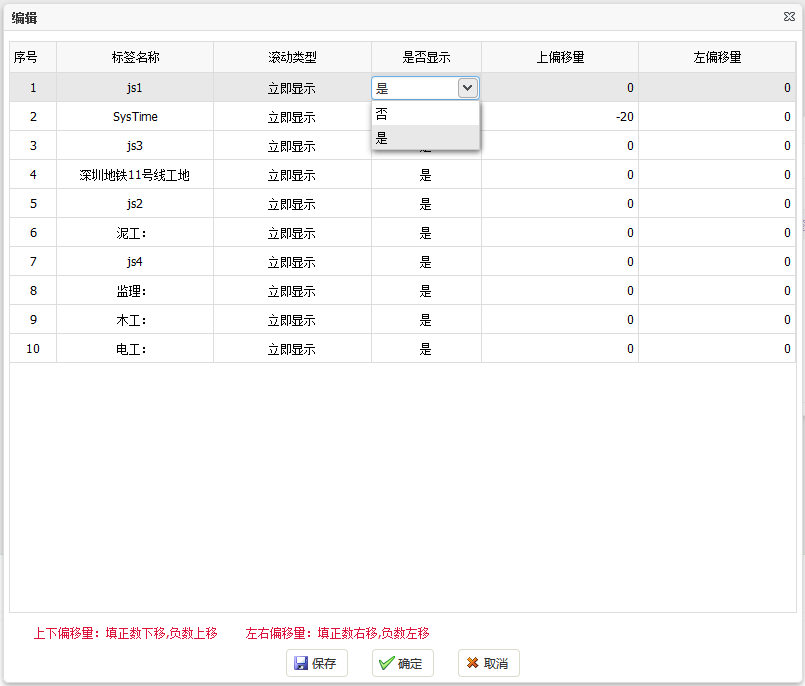 编辑
序号 标签名称 滚动类型 是否显示 上偏移量 左偏移量
1 js1 立即显示 是 0 0
否
2 SysTime 立即显示 -20 0
是
3 js3 立即显示 是 0 0
4 深圳地铁11号线工地 立即显示 是 0 0
5 js2 立即显示 是 0 0
6 泥工： 立即显示 是 0 0
7 js4 立即显示 是 0 0
8 监理： 立即显示 是 0 0
9 木工： 立即显示 是 0 0
10 电工： 立即显示 是 0 0
上下偏移量：填正数下移,负数上移 左右偏移量：填正数右移,负数左移
保存 确定 取消